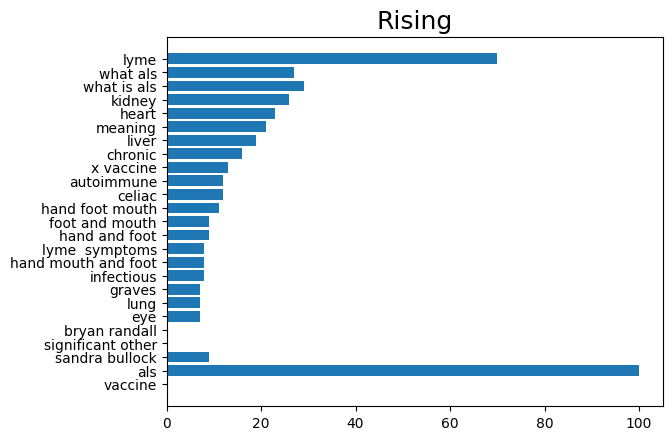 Rising
lyme
what als
what is als
kidney
heart
meaning
liver
chronic
x vaccine
autoimmune
celiac
hand foot mouth
foot and mouth
hand and foot
lyme  symptoms
hand mouth and foot
infectious
graves
lung
eye
bryan randall
significant other
sandra bullock
als
vaccine
0 20 40 60 80 100